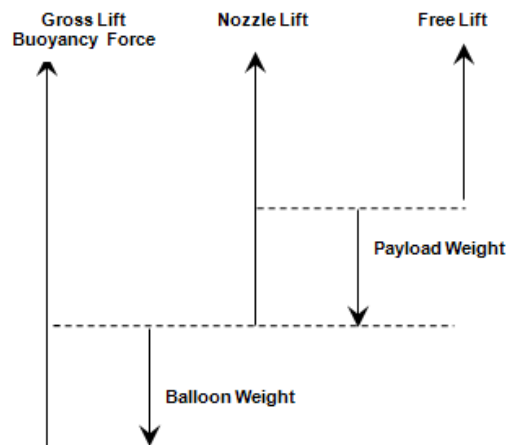 Gross Lift
Buoyancy Force
Nozzle Lift
Free Lift
Payload Weight
Balloon Weight